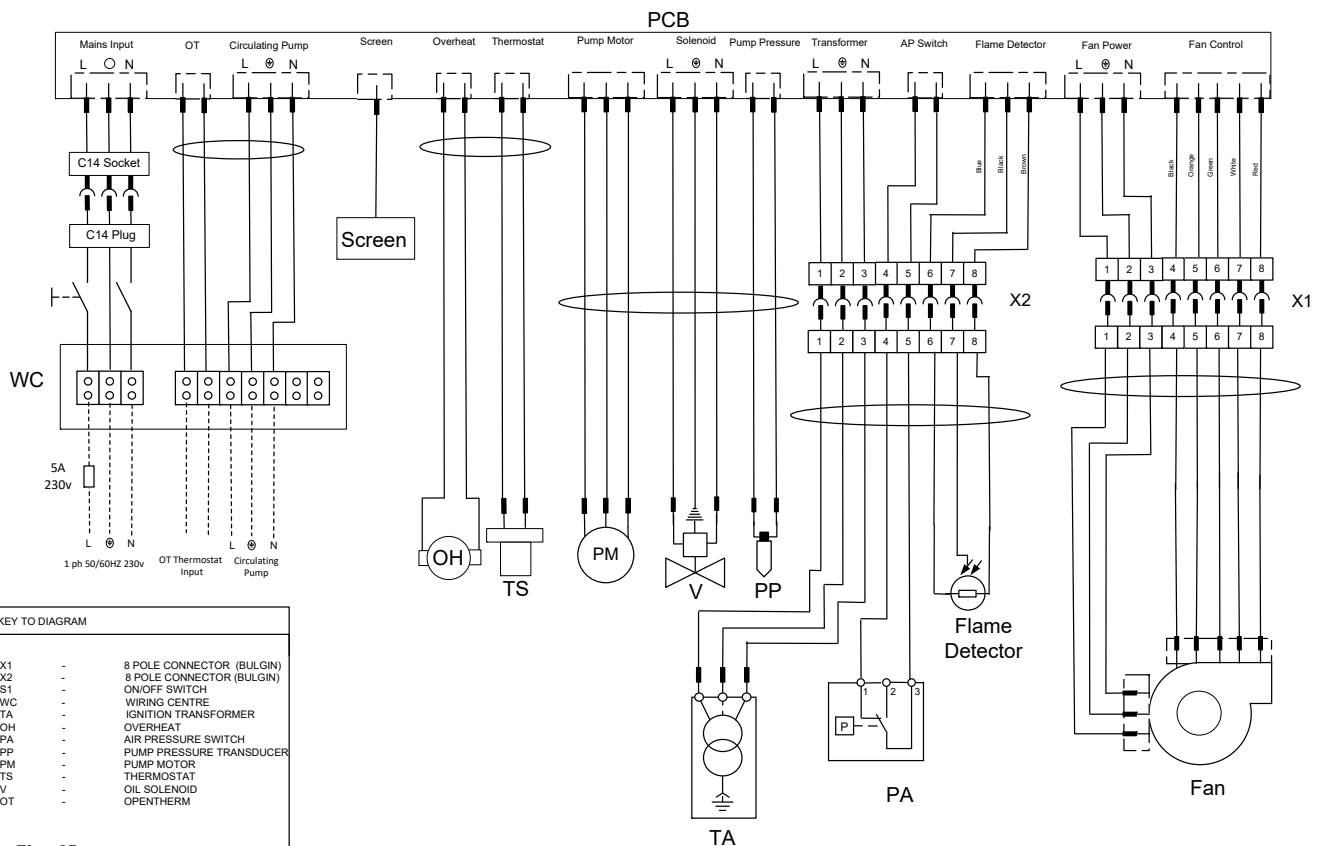 PCB
Mains Input OT Circulating Pump Screen Overheat Thermostat Pump Motor Solenoid Pump Pressure Transformer AP Switch Flame Detector Fan Power Fan Control
L N L N L N L N L N
C14 Socket
C14 Plug
Blue
Black
Brown
Black
Orange
Green
White
Red
Screen
1 2 3 4 5 6 7 8
X2
1 2 3 4 5 6 7 8
1 2 3 4 5 6 7 8
X1
1 2 3 4 5 6 7 8
WC
5A
230v
L N
1 ph 50/60HZ 230v
OT Thermostat
Input
L N
Circulating
Pump
OH
TS
PM
V
PP
Flame
Detector
1 2 3
P
PA
TA
Fan
KEY TO DIAGRAM
X1 - 8 POLE CONNECTOR (BULGIN)
X2 - 8 POLE CONNECTOR (BULGIN)
S1 - ON/OFF SWITCH
WC - WIRING CENTRE
TA - IGNITION TRANSFORMER
OH - OVERHEAT
PA - AIR PRESSURE SWITCH
PP - PUMP PRESSURE TRANSDUCER
PM - PUMP MOTOR
TS - THERMOSTAT
V - OIL SOLENOID
OT - OPENTHERM